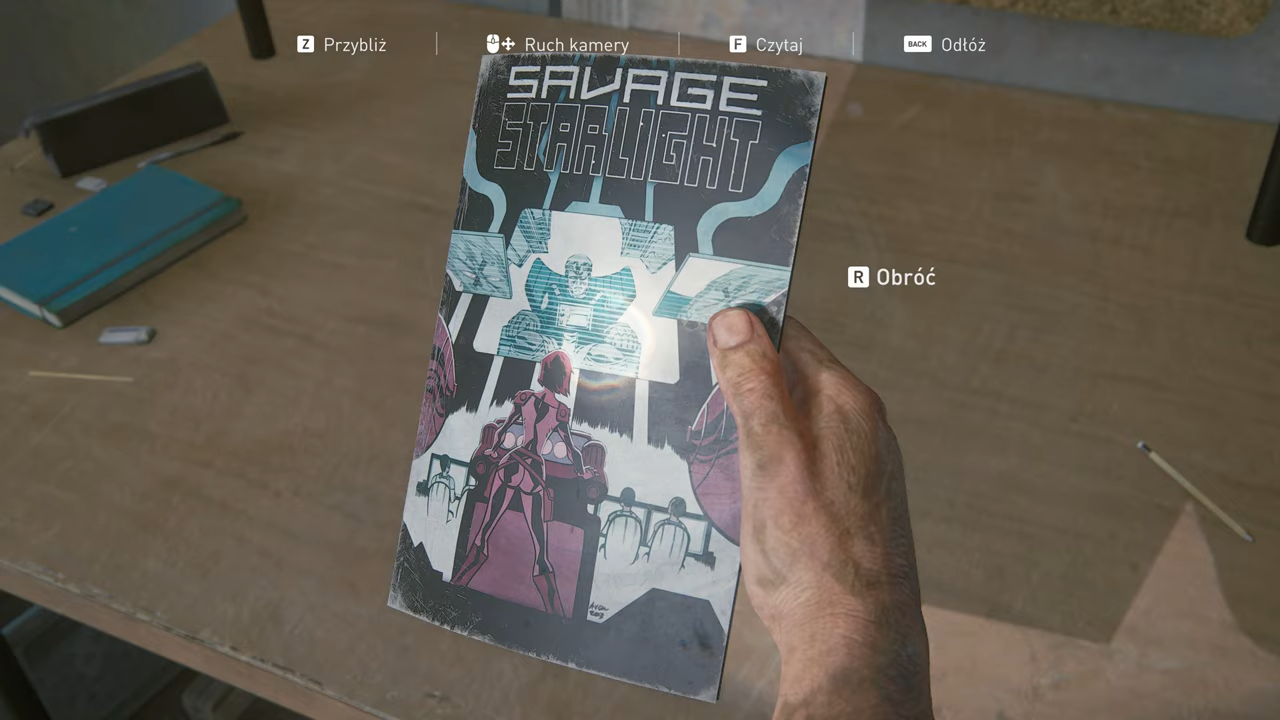 Z Przybliż
Ruch kamery
F Czytaj
BACK Odłóż
SAVAGE
STARLIGHT
R Obróć